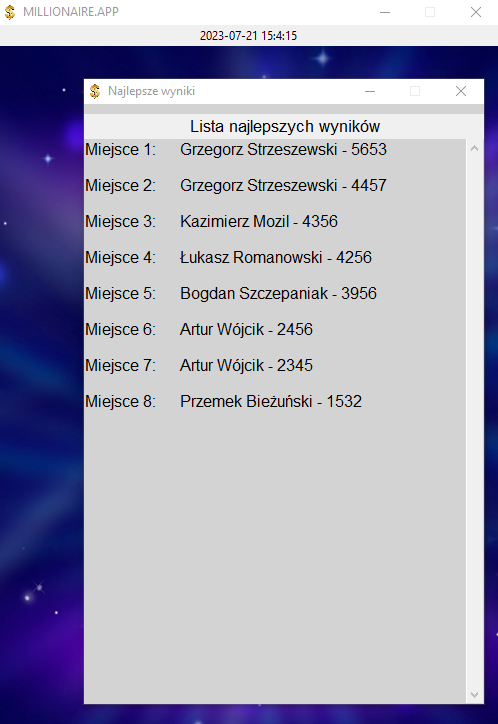 MILLIONAIRE.APP
2023-07-21 15:4:15
Najlepsze wyniki
Lista najlepszych wyników
Miejsce 1: Grzegorz Strzeszewski - 5653
Miejsce 2: Grzegorz Strzeszewski - 4457
Miejsce 3: Kazimierz Mozil - 4356
Miejsce 4: Łukasz Romanowski - 4256
Miejsce 5: Bogdan Szczepaniak - 3956
Miejsce 6: Artur Wójcik - 2456
Miejsce 7: Artur Wójcik - 2345
Miejsce 8: Przemek Bieżuński - 1532